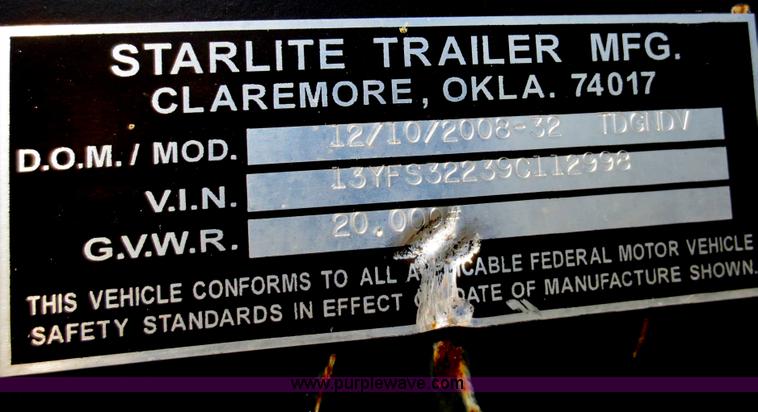 STARLITE TRAILER MFG.
CLAREMORE, OKLA. 74017
D.O.M. / MOD. 12/10/2008-32 TDGNDV
V.I.N. 13YFS32239C112998
G.V.W.R. 20,000#
THIS VEHICLE CONFORMS TO ALL FEDERAL MOTOR VEHICLE
SAFETY STANDARDS IN EFFECT DATE OF MANUFACTURE SHOWN.
www.purplewave.com